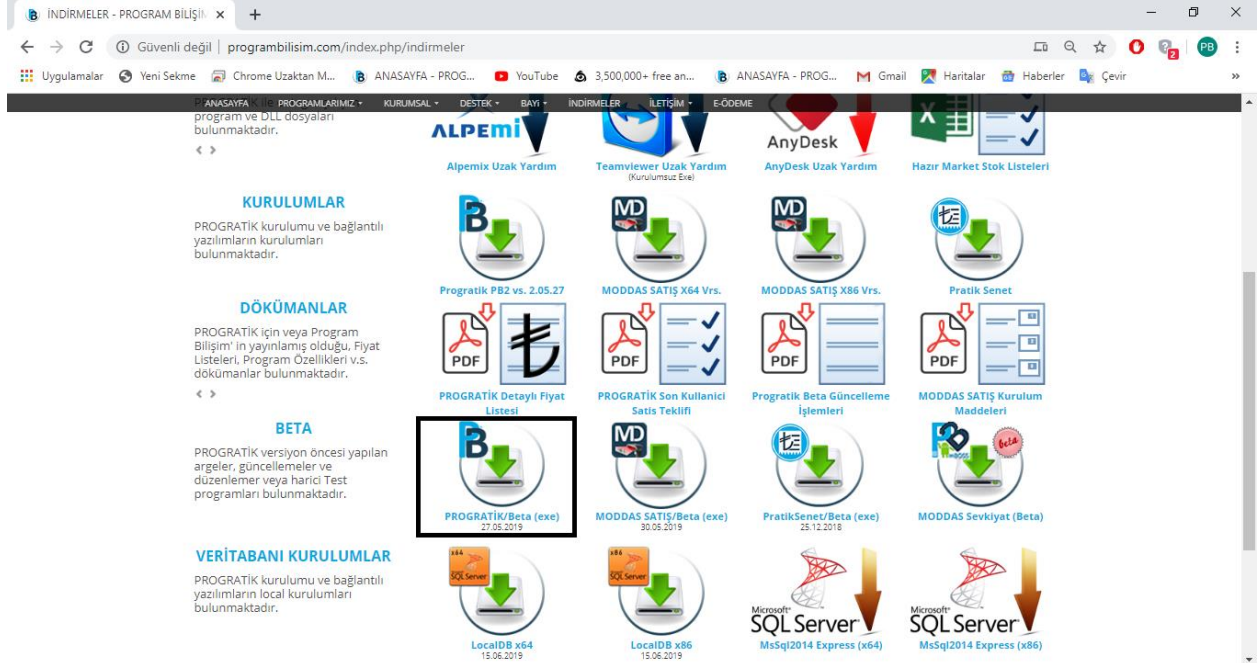 İNDİRMELER - PROGRAM BİLİŞİM
Güvenli değil | programbilisim.com/index.php/indirmeler
2
PB
Uygulamalar Yeni Sekme Chrome Uzaktan M... ANASAYFA - PROG... YouTube 3,500,000+ free an... ANASAYFA - PROG... Gmail Haritalar Haberler Çevir »
ANASAYFA PROGRAMLARIMIZ KURUMSAL DESTEK BAYİ İNDİRMELER İLETİŞİM E-ÖDEME
program ve DLL dosyaları
bulunmaktadır.
ALPEMİ
AnyDesk
X
Alpemix Uzak Yardım
Teamviewer Uzak Yardım
(Kurulumsuz Exe)
AnyDesk Uzak Yardım
Hazır Market Stok Listeleri
KURULUMLAR
PROGRATİK kurulumu ve bağlantılı
yazılımların kurulumları
bulunmaktadır.
MD
MD
Progratik PB2 vs. 2.05.27
MODDAS SATIŞ X64 Vrs.
MODDAS SATIŞ X86 Vrs.
Pratik Senet
DÖKÜMANLAR
PROGRATİK için veya Program
Bilişim' in yayınlamış olduğu, Fiyat
Listeleri, Program Özellikleri v.s.
dökümanlar bulunmaktadır.
PDF
₺
PDF
PDF
PDF
PROGRATİK Detaylı Fiyat
Listesi
PROGRATİK Son Kullanici
Satis Teklifi
Progratik Beta Güncelleme
İşlemleri
MODDAS SATIŞ Kurulum
Maddeleri
BETA
PROGRATİK versiyon öncesi yapılan
argeler, güncellemeler ve
düzenlemer veya harici Test
programları bulunmaktadır.
MD
beta
PROGRATİK/Beta (exe)
27.05.2019
MODDAS SATIŞ/Beta (exe)
30.05.2019
PratikSenet/Beta (exe)
25.12.2018
MODDAS Sevkiyat (Beta)
VERİTABANI KURULUMLAR
PROGRATİK kurulumu ve bağlantılı
yazılımların local kurulumları
bulunmaktadır.
x64
SQL Server
x86
SQL Server
Microsoft
SQL Server
Microsoft
SQL Server
LocalDB x64
15.06.2019
LocalDB x86
15.06.2019
MsSql2014 Express (x64)
MsSql2014 Express (x86)